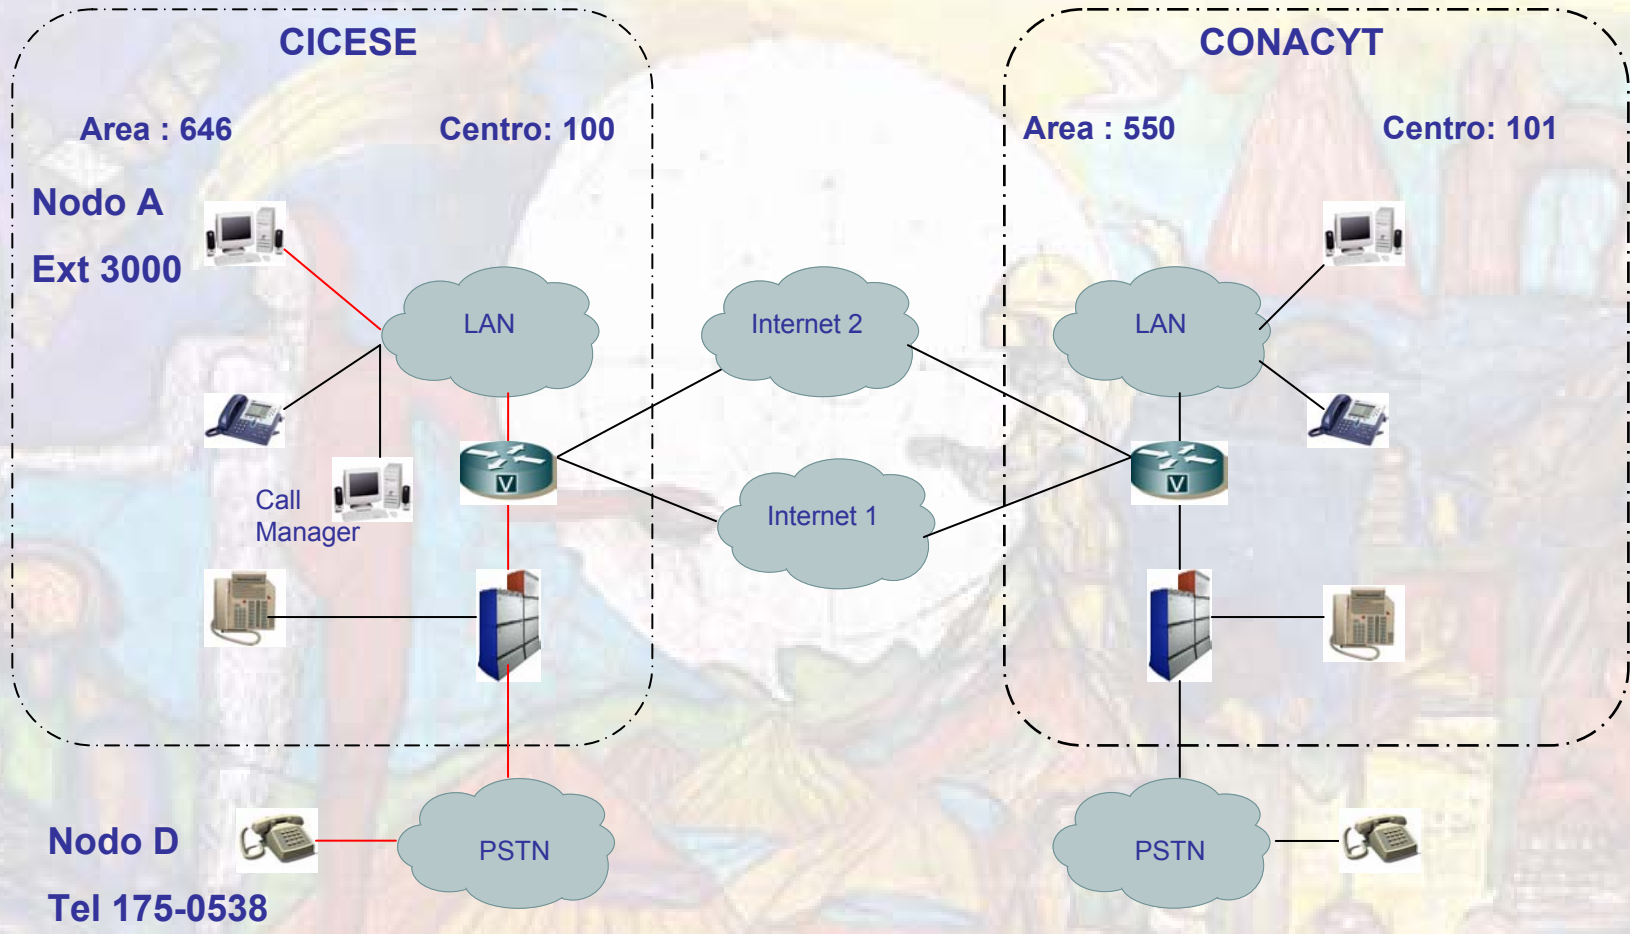 CICESE
CONACYT
Area : 646
Centro: 100
Area : 550
Centro: 101
Nodo A
Ext 3000
LAN
Internet 2
LAN
V
V
Call
Manager
Internet 1
Nodo D
PSTN
PSTN
Tel 175-0538